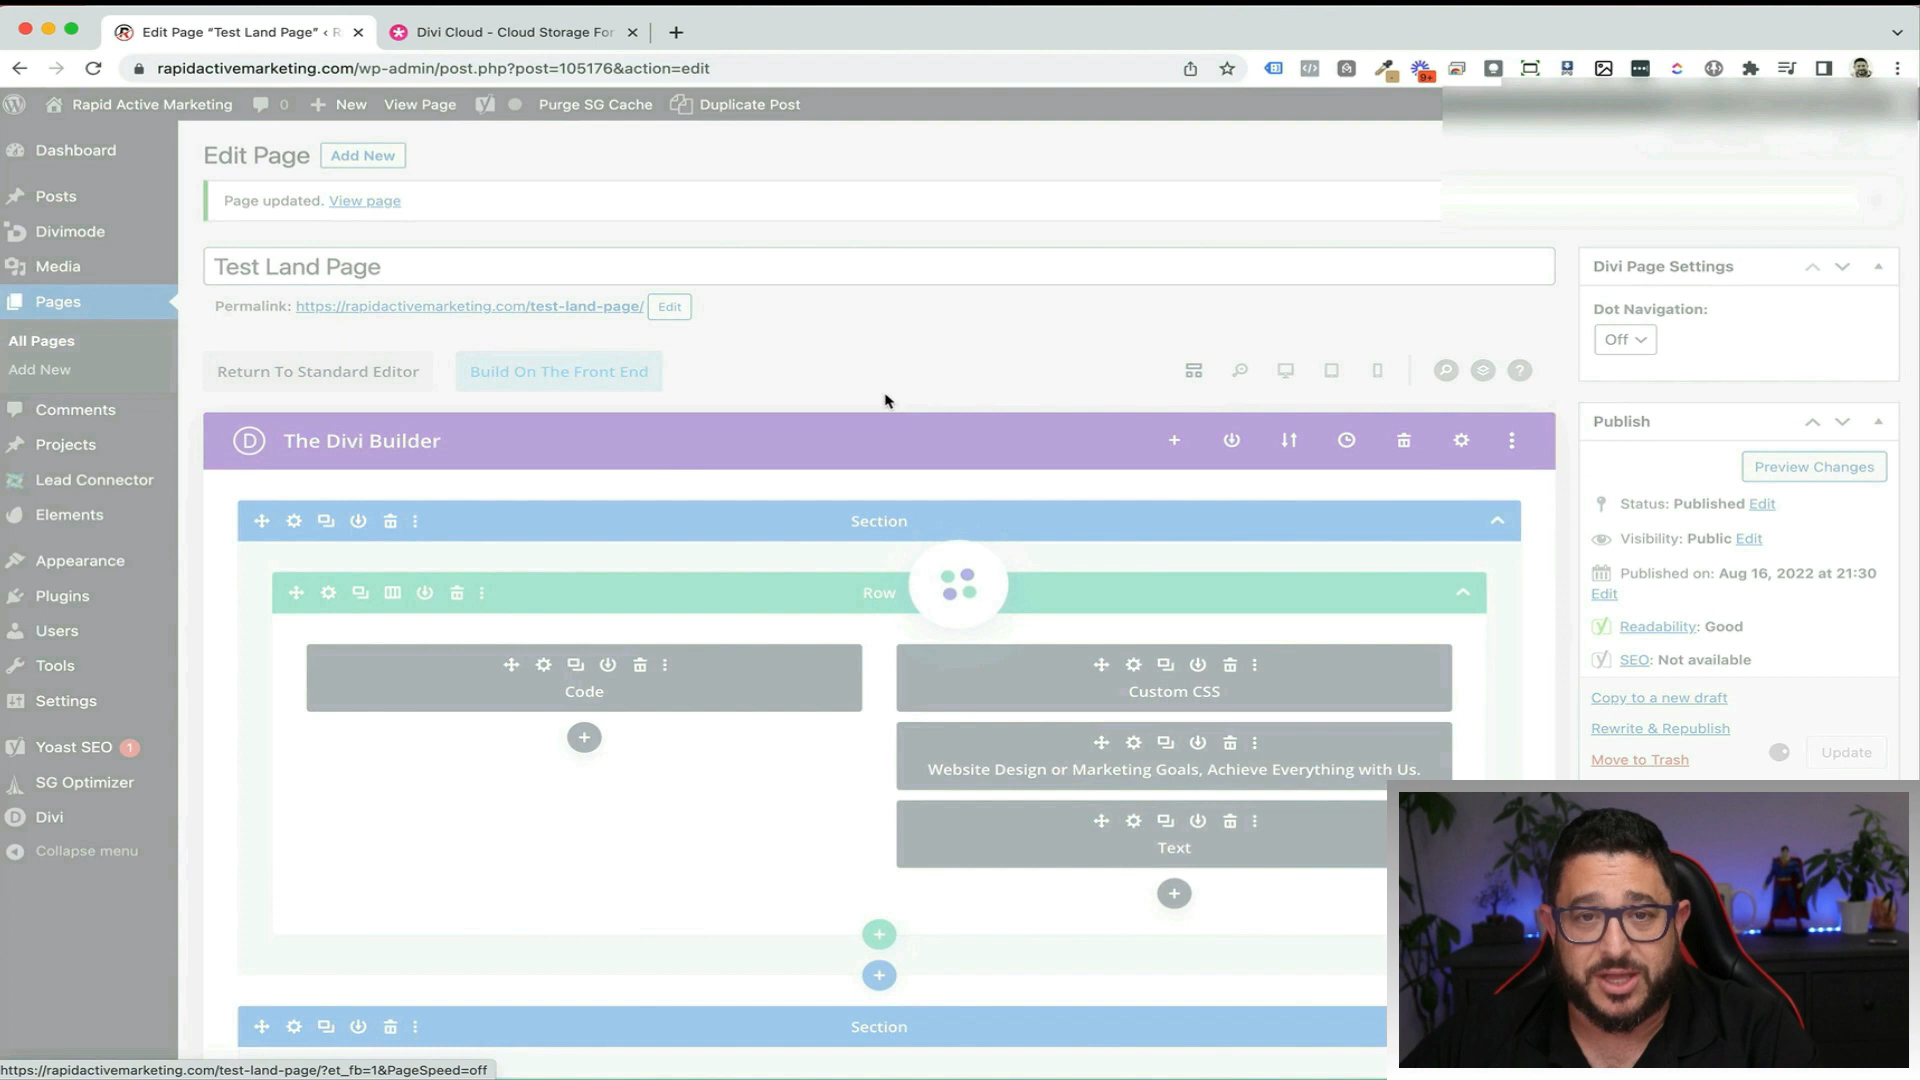 Edit Page “Test Land Page” ‹ R
Divi Cloud - Cloud Storage For
rapidactivemarketing.com/wp-admin/post.php?post=105176&action=edit
9+
Rapid Active Marketing
0
New
View Page
Purge SG Cache
Duplicate Post
Dashboard
Posts
Divimode
Media
Pages
All Pages
Add New
Comments
Projects
Lead Connector
Elements
Appearance
Plugins
Users
Tools
Settings
Yoast SEO 1
SG Optimizer
Divi
Collapse menu
Edit Page
Add New
Page updated. View page
Test Land Page
Permalink: https://rapidactivemarketing.com/test-land-page/ Edit
Return To Standard Editor
Build On The Front End
The Divi Builder
Section
Row
Code
Custom CSS
Website Design or Marketing Goals, Achieve Everything with Us.
Text
Section
Divi Page Settings
Dot Navigation:
Off
Publish
Preview Changes
Status: Published Edit
Visibility: Public Edit
Published on: Aug 16, 2022 at 21:30
Edit
Readability: Good
SEO: Not available
Copy to a new draft
Rewrite & Republish
Move to Trash
Update
https://rapidactivemarketing.com/test-land-page/?et_fb=1&PageSpeed=off